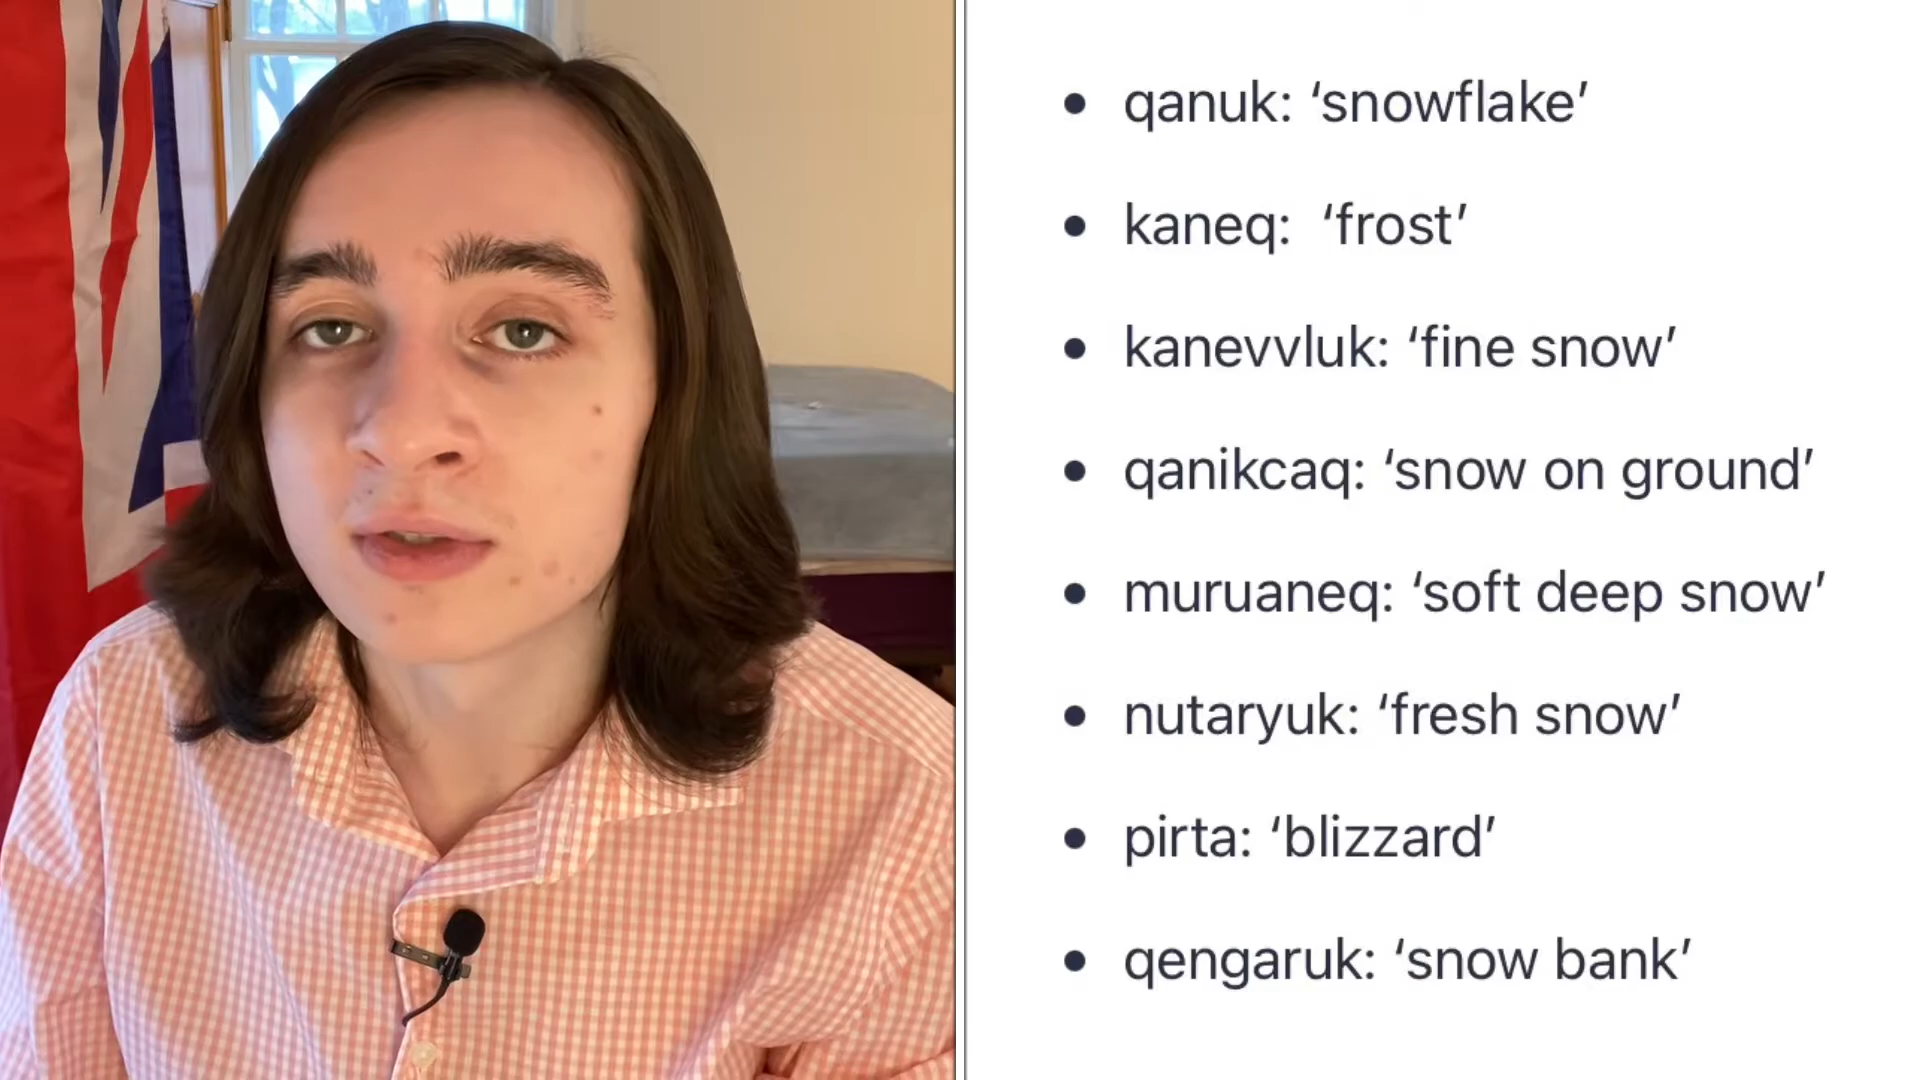 • qanuk: ‘snowflake’
• kaneq:  ‘frost’
• kanevvluk: ‘fine snow’
• qanikcaq: ‘snow on ground’
• muruaneq: ‘soft deep snow’
• nutaryuk: ‘fresh snow’
• pirta: ‘blizzard’
• qengaruk: ‘snow bank’